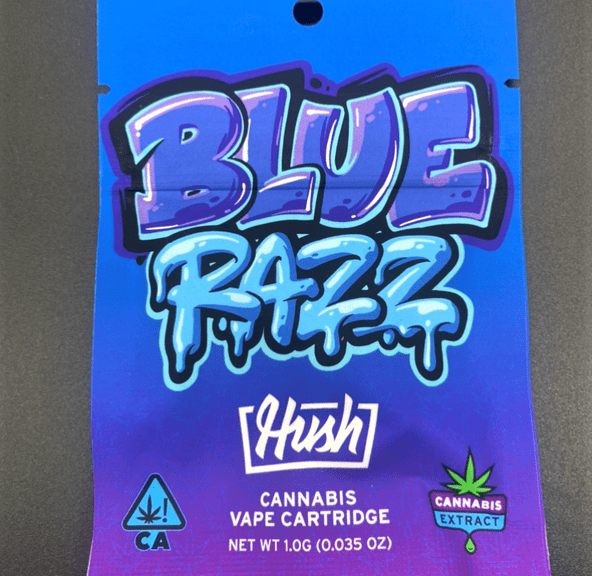 BLUE
RAZZ
Hush
CANNABIS
VAPE CARTRIDGE
NET WT 1.0G (0.035 OZ)
!
CA
CANNABIS
EXTRACT